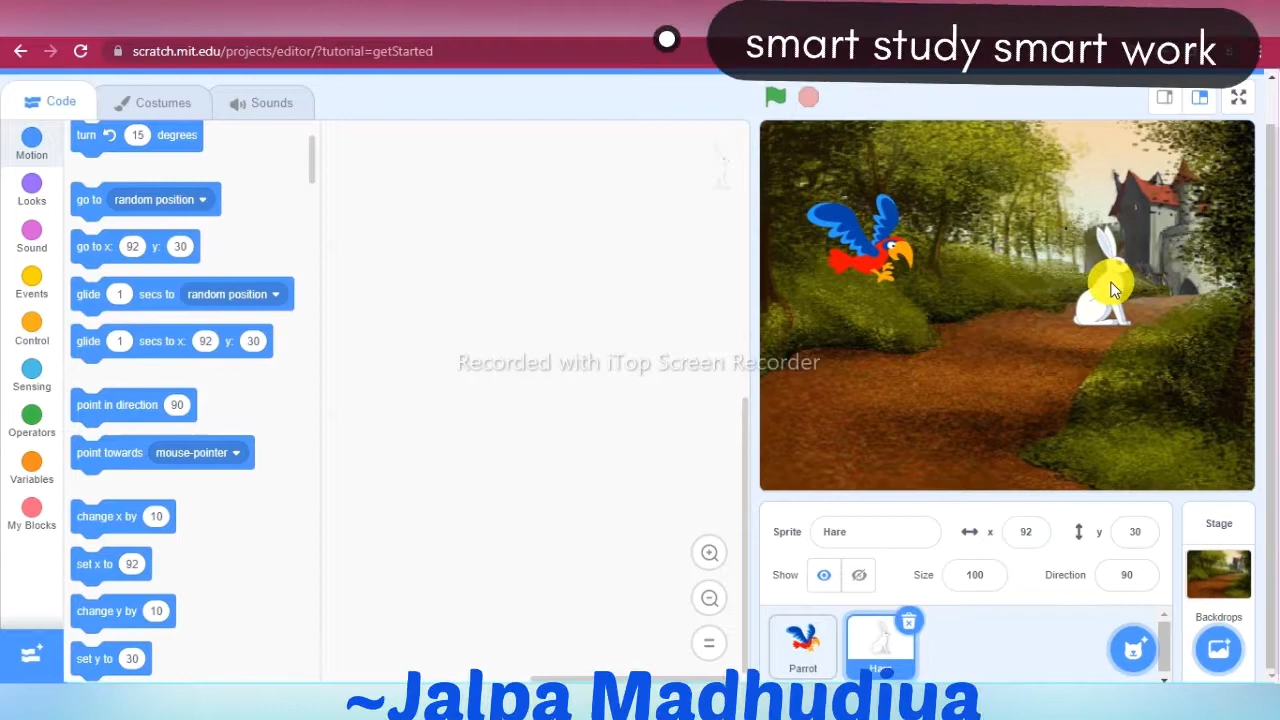 smart study smart work
scratch.mit.edu/projects/editor/?tutorial=getStarted
Code
Costumes
Sounds
Motion
Looks
Sound
Events
Control
Sensing
Operators
Variables
My Blocks
turn 15 degrees
go to random position
go to x: 92 y: 30
glide 1 secs to random position
glide 1 secs to x: 92 y: 30
point in direction 90
point towards mouse-pointer
change x by 10
set x to 92
change y by 10
set y to 30
Recorded with iTop Screen Recorder
Sprite Hare x 92 y 30
Show Size 100 Direction 90
Parrot
Stage
Backdrops
~Jalpa Madhudiya